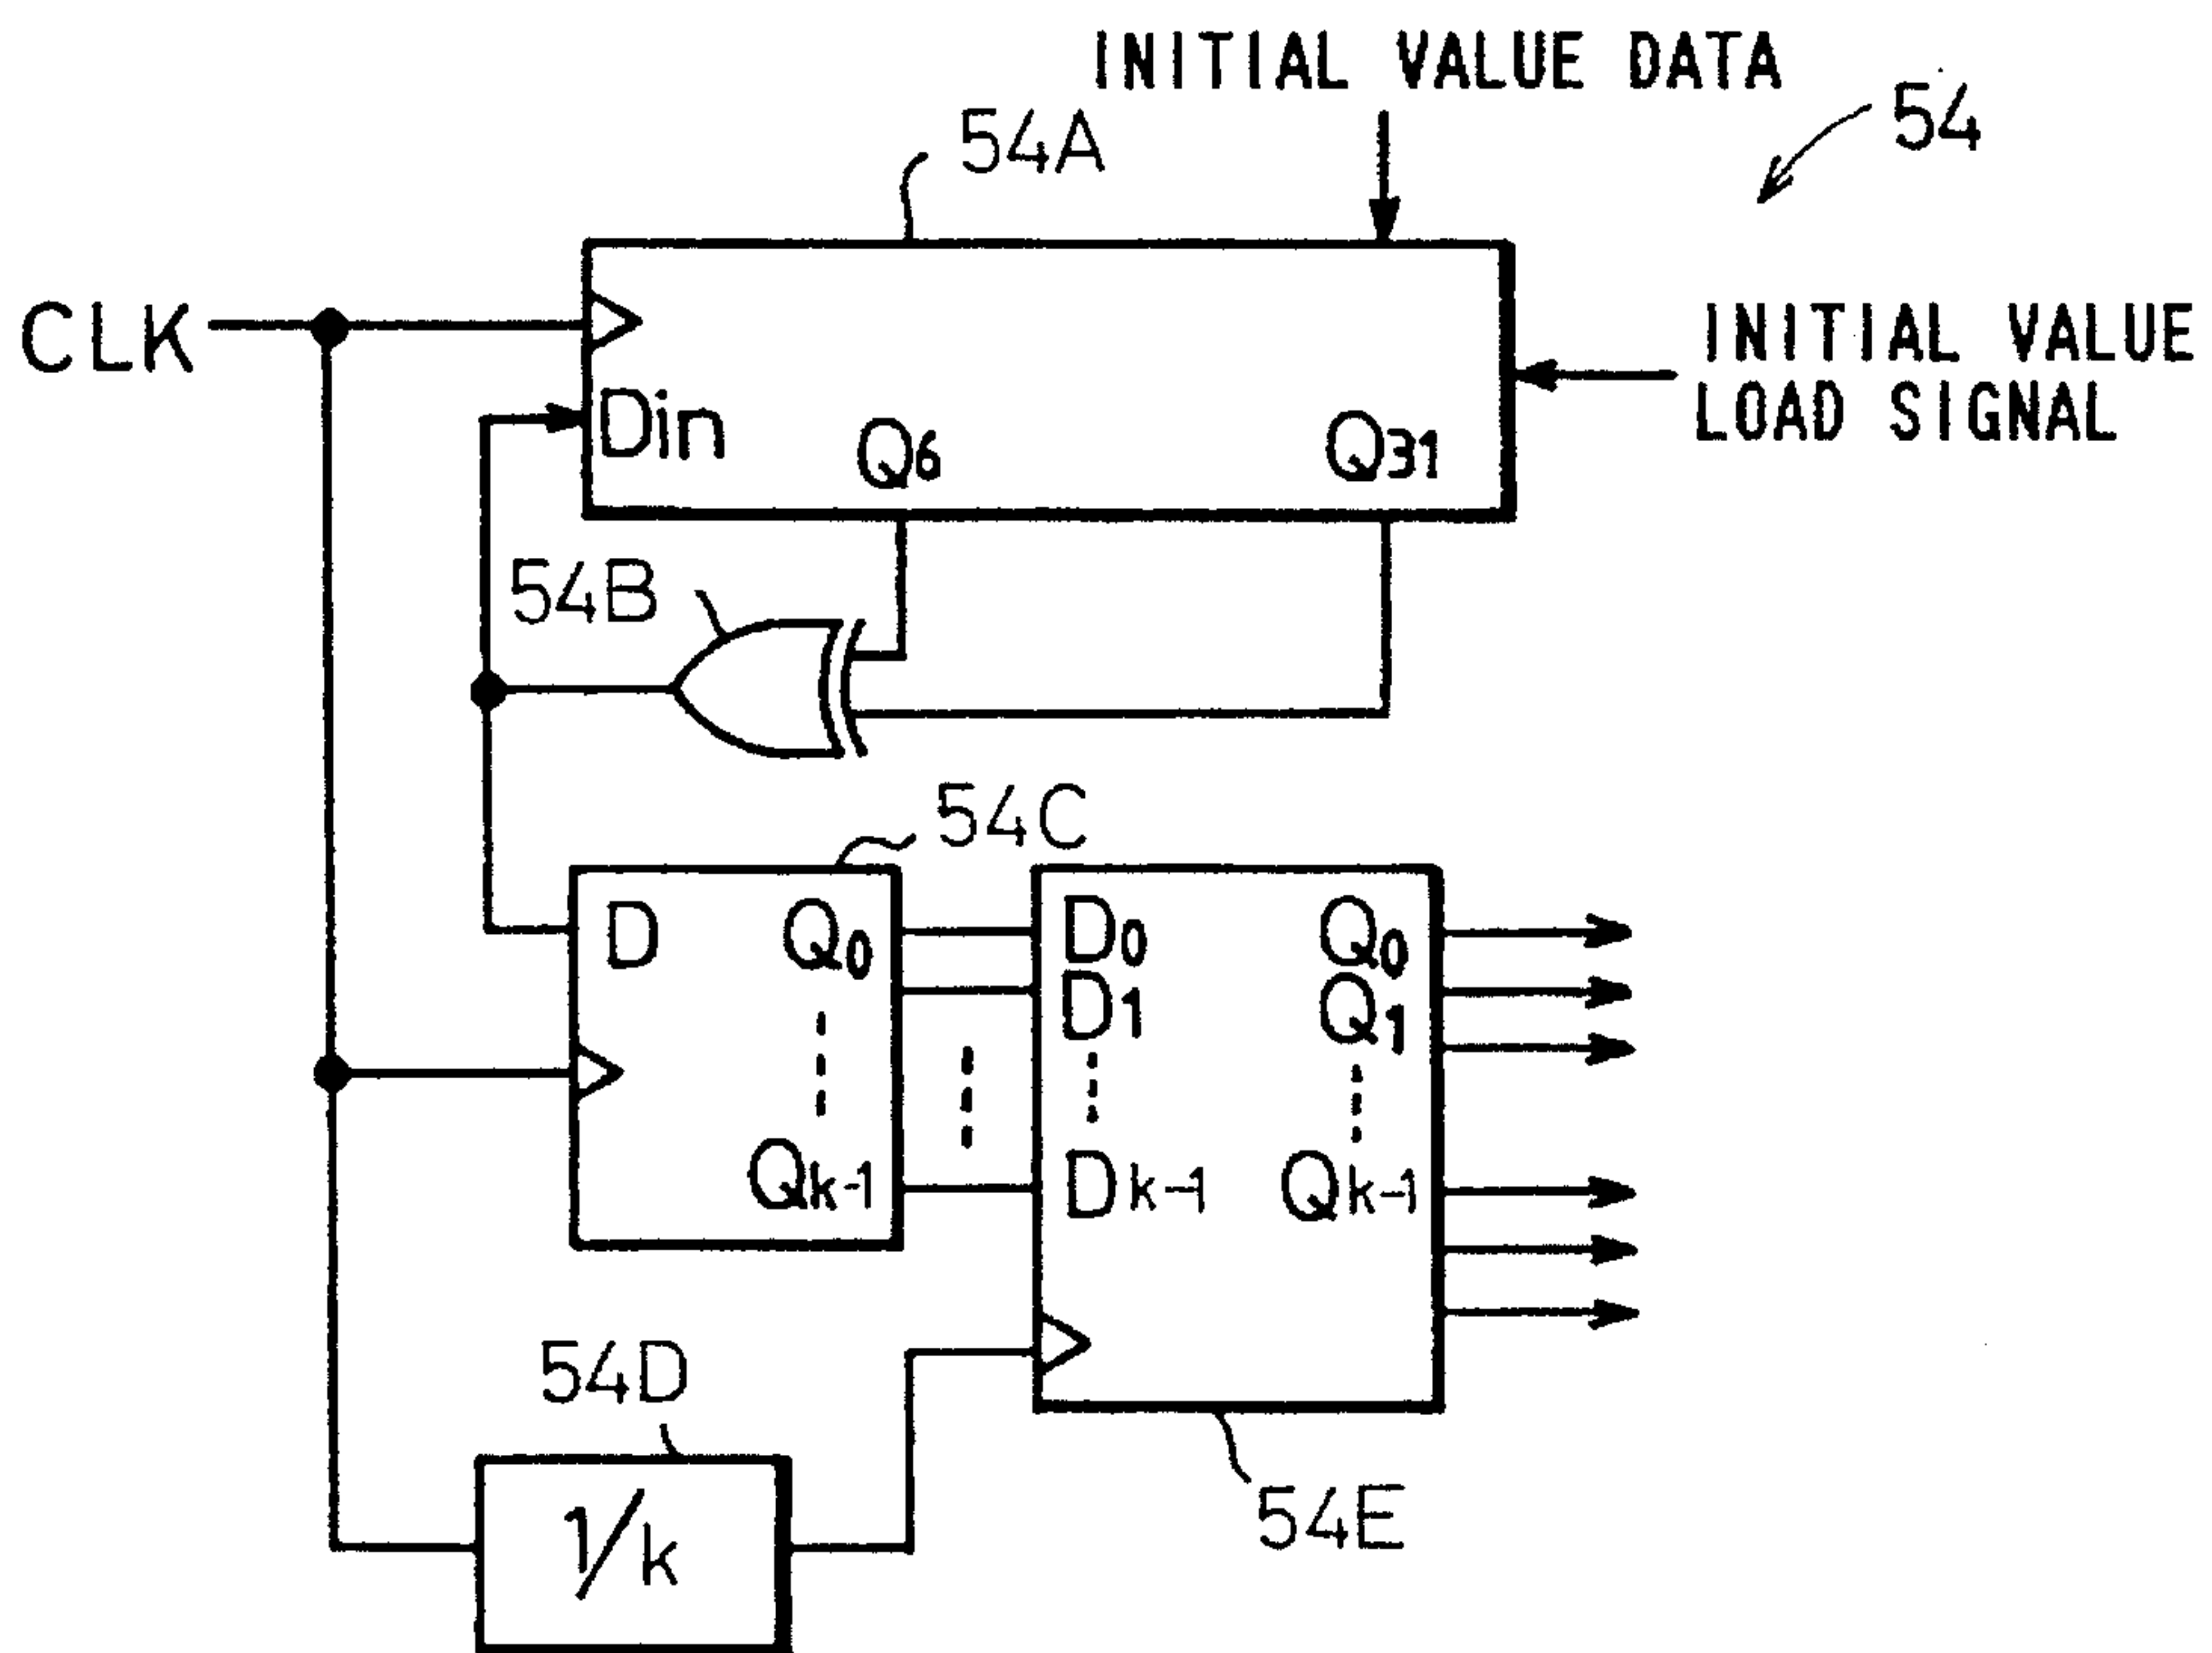 INITIAL VALUE DATA
54
54A
CLK
Din
Q6
Q31
INITIAL VALUE
LOAD SIGNAL
54B
54C
D
Q0
Qk-1
D0
D1
Dk-1
Q0
Q1
Qk-1
54D
1/k
54E